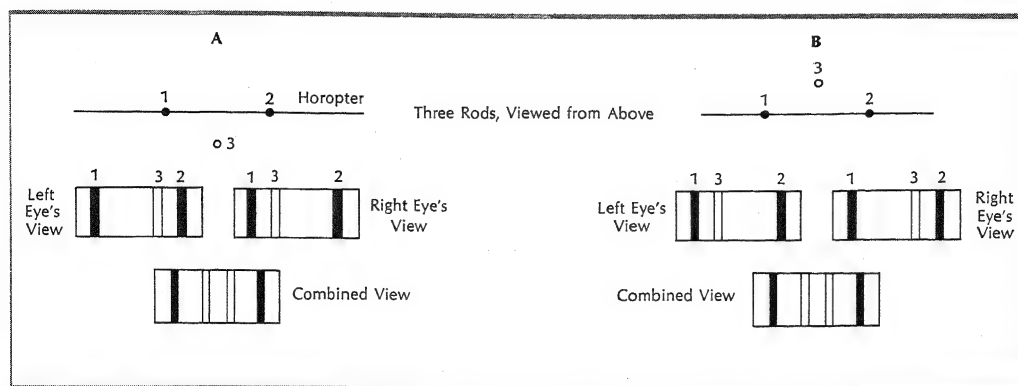 A
B
3
1 2 Horopter
Three Rods, Viewed from Above
1 2
3
1 3 2
1 3 2
1 3 2
1 3 2
Left
Eye's
View
Right Eye's
View
Left Eye's
View
Right
Eye's
View
Combined View
Combined View